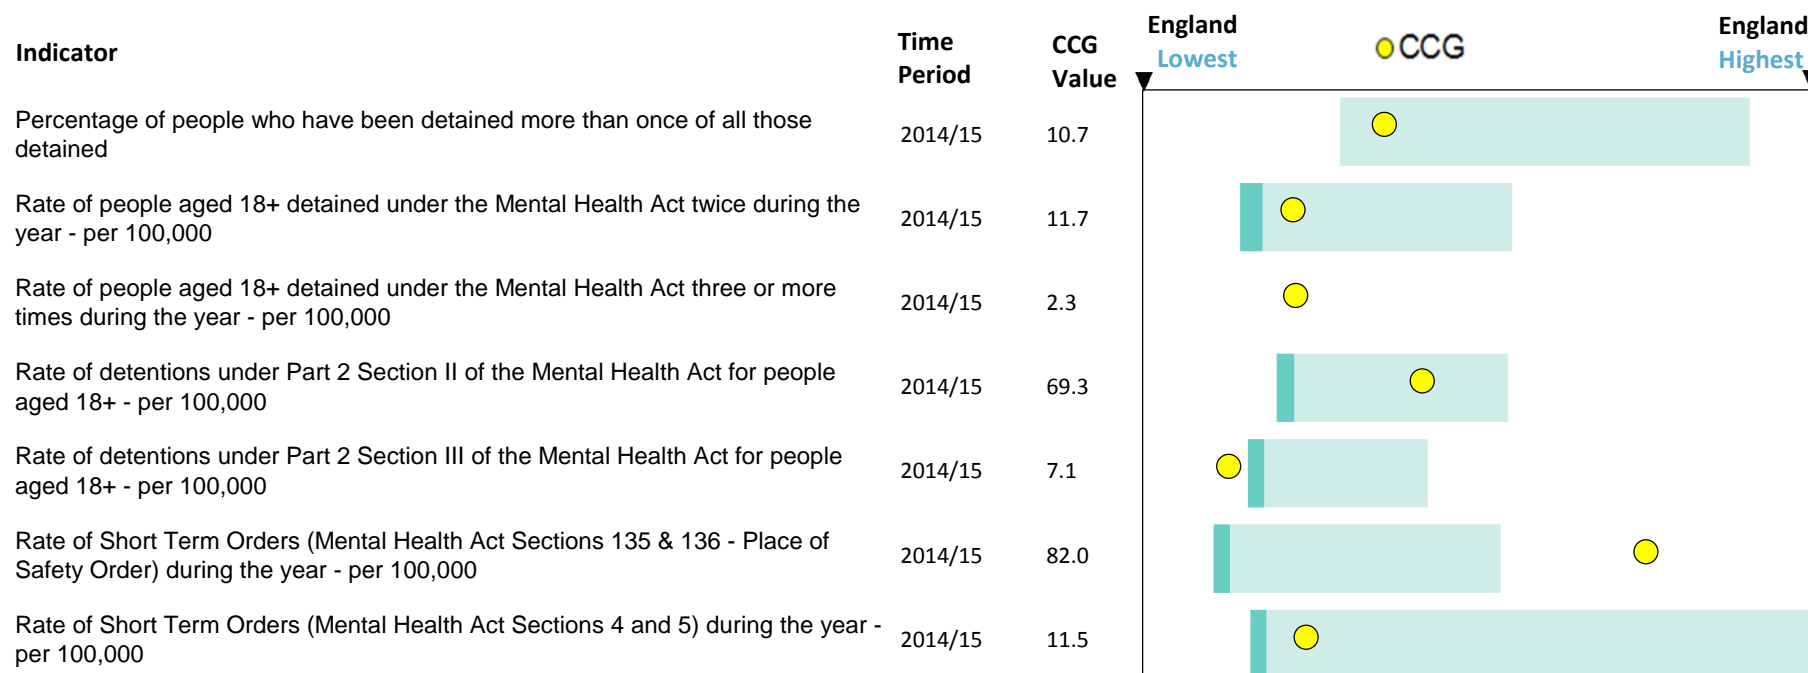 Indicator
Time
Period
CCG
Value
England
Lowest
CCG
England
Highest
Percentage of people who have been detained more than once of all those
detained
2014/15
10.7
Rate of people aged 18+ detained under the Mental Health Act twice during the
year - per 100,000
2014/15
11.7
Rate of people aged 18+ detained under the Mental Health Act three or more
times during the year - per 100,000
2014/15
2.3
Rate of detentions under Part 2 Section II of the Mental Health Act for people
aged 18+ - per 100,000
2014/15
69.3
Rate of detentions under Part 2 Section III of the Mental Health Act for people
aged 18+ - per 100,000
2014/15
7.1
Rate of Short Term Orders (Mental Health Act Sections 135 & 136 - Place of
Safety Order) during the year - per 100,000
2014/15
82.0
Rate of Short Term Orders (Mental Health Act Sections 4 and 5) during the year -
per 100,000
2014/15
11.5